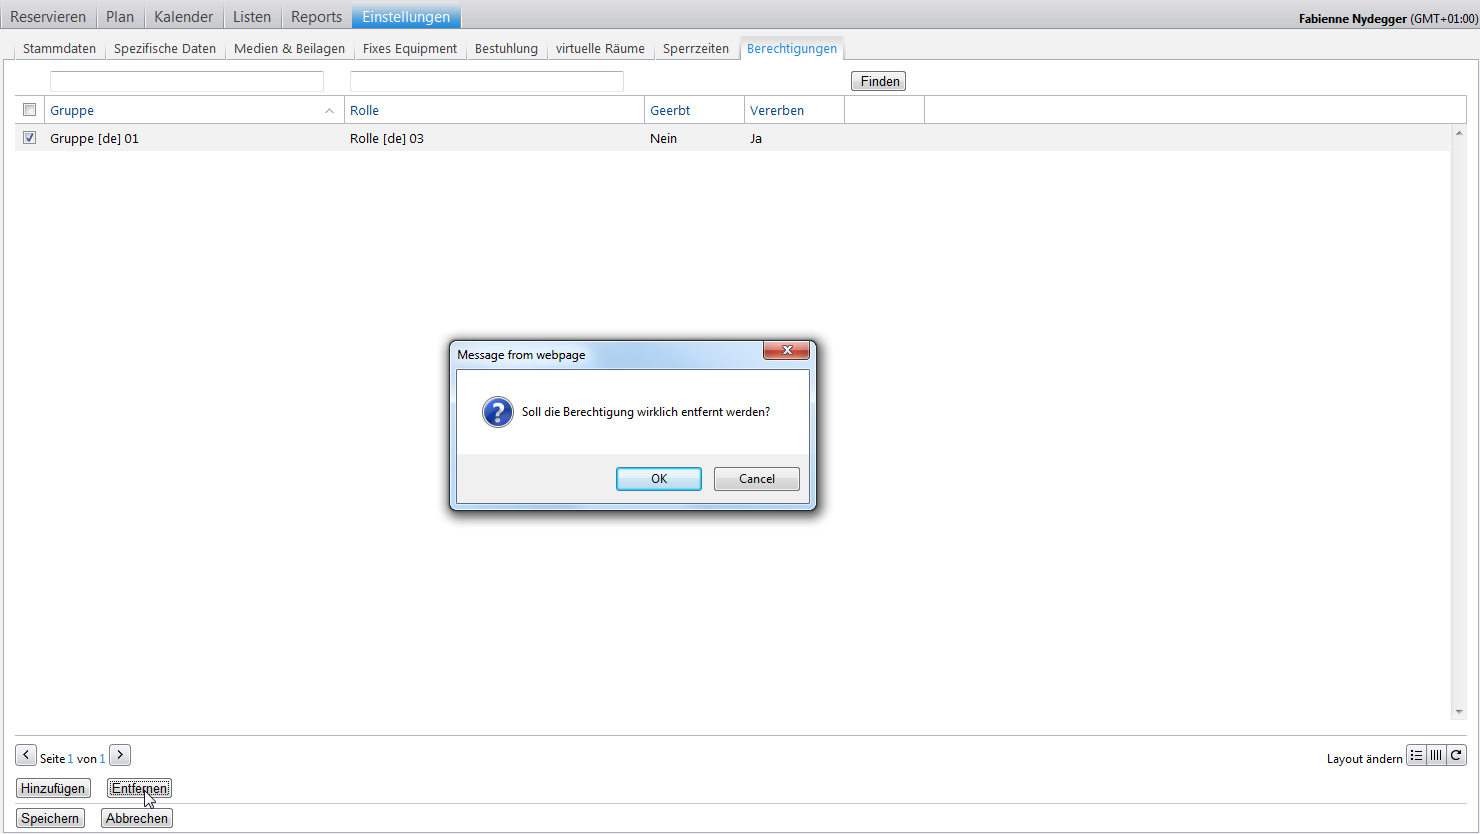 Reservieren Plan Kalender Listen Reports Einstellungen Fabienne Nydegger (GMT+01:00)
Stammdaten Spezifische Daten Medien & Beilagen Fixes Equipment Bestuhlung virtuelle Räume Sperrzeiten Berechtigungen
Finden
Gruppe Rolle Geerbt Vererben
Gruppe [de] 01 Rolle [de] 03 Nein Ja
Message from webpage
Soll die Berechtigung wirklich entfernt werden?
OK Cancel
Seite 1 von 1 Layout ändern
Hinzufügen Entfernen
Speichern Abbrechen